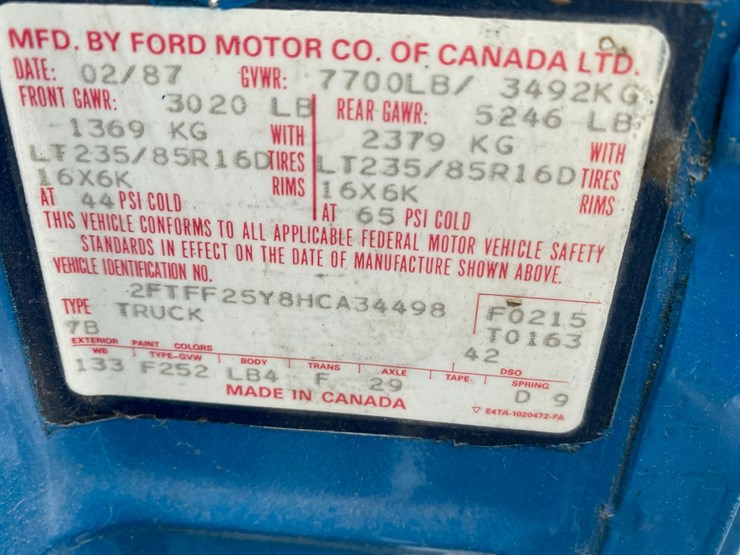 MFD. BY FORD MOTOR CO. OF CANADA LTD.
DATE: 02/87 GVWR: 7700LB/ 3492KG
FRONT GAWR: 3020 LB REAR GAWR: 5246 LB
1369 KG WITH 2379 KG WITH
LT235/85R16D TIRES LT235/85R16D TIRES
16X6K RIMS 16X6K RIMS
AT 44 PSI COLD AT 65 PSI COLD
THIS VEHICLE CONFORMS TO ALL APPLICABLE FEDERAL MOTOR VEHICLE SAFETY
STANDARDS IN EFFECT ON THE DATE OF MANUFACTURE SHOWN ABOVE.
VEHICLE IDENTIFICATION NO.
2FTFF25Y8HCA34498 F0215
TYPE TRUCK T0163
7B 42
EXTERIOR PAINT COLORS DSO
WB TYPE-GVW BODY TRANS AXLE TAPE SPRING
133 F252 LB4 F 29 D 9
MADE IN CANADA ▽ E4TA-1020472-FA